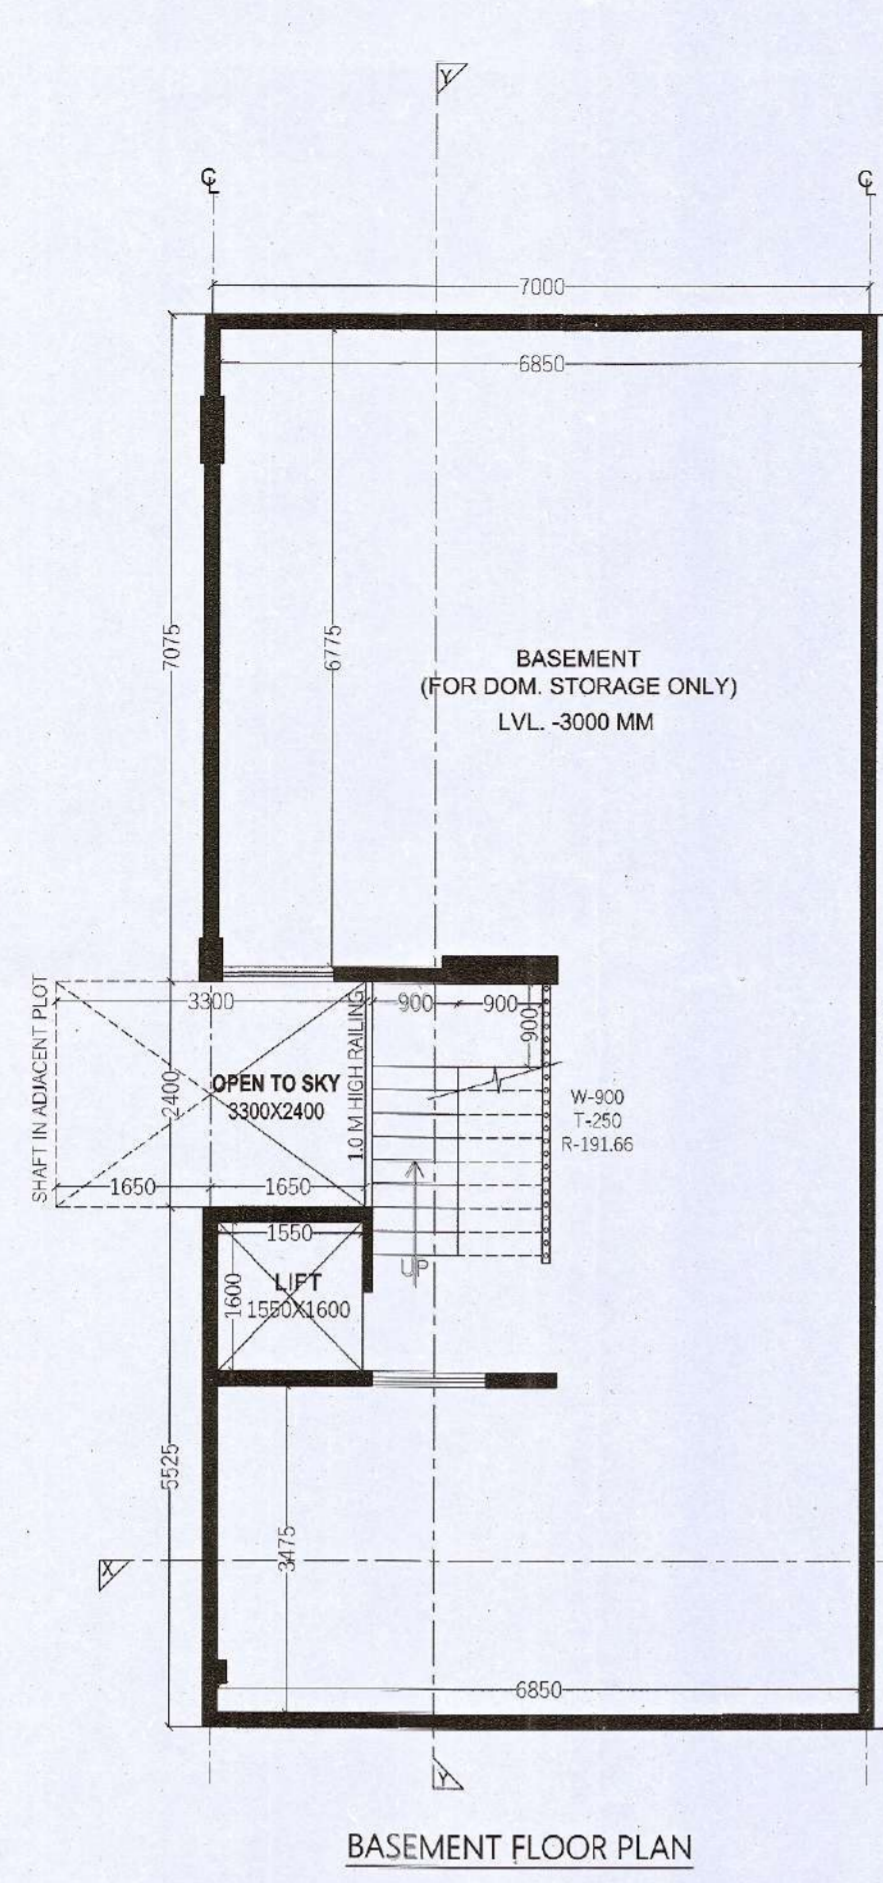 Y
℄
℄
7000
6850
7075
6775
BASEMENT
(FOR DOM. STORAGE ONLY)
LVL. -3000 MM
SHAFT IN ADJACENT PLOT
3300
1.0 M HIGH RAILING
900
900
900
2400
OPEN TO SKY
3300X2400
W-900
T-250
R-191.66
1650
1650
1550
UP
1600
LIFT
1550X1600
5525
3475
X
6850
Y
BASEMENT FLOOR PLAN